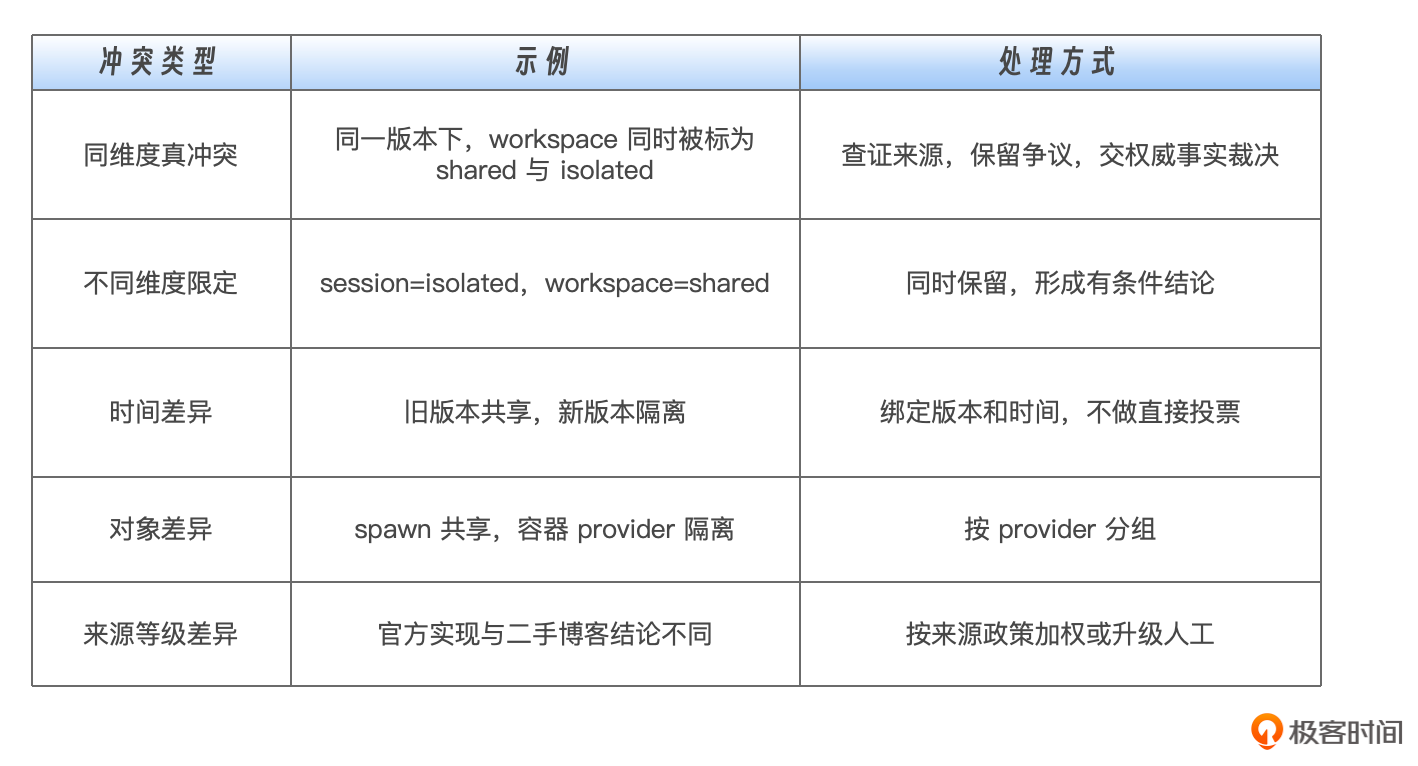 冲突类型
示例
处理方式
同维度真冲突
同一版本下，workspace 同时被标为
shared 与 isolated
查证来源，保留争议，交权威事实裁决
不同维度限定
session=isolated，workspace=shared
同时保留，形成有条件结论
时间差异
旧版本共享，新版本隔离
绑定版本和时间，不做直接投票
对象差异
spawn 共享，容器 provider 隔离
按 provider 分组
来源等级差异
官方实现与二手博客结论不同
按来源政策加权或升级人工
极客时间